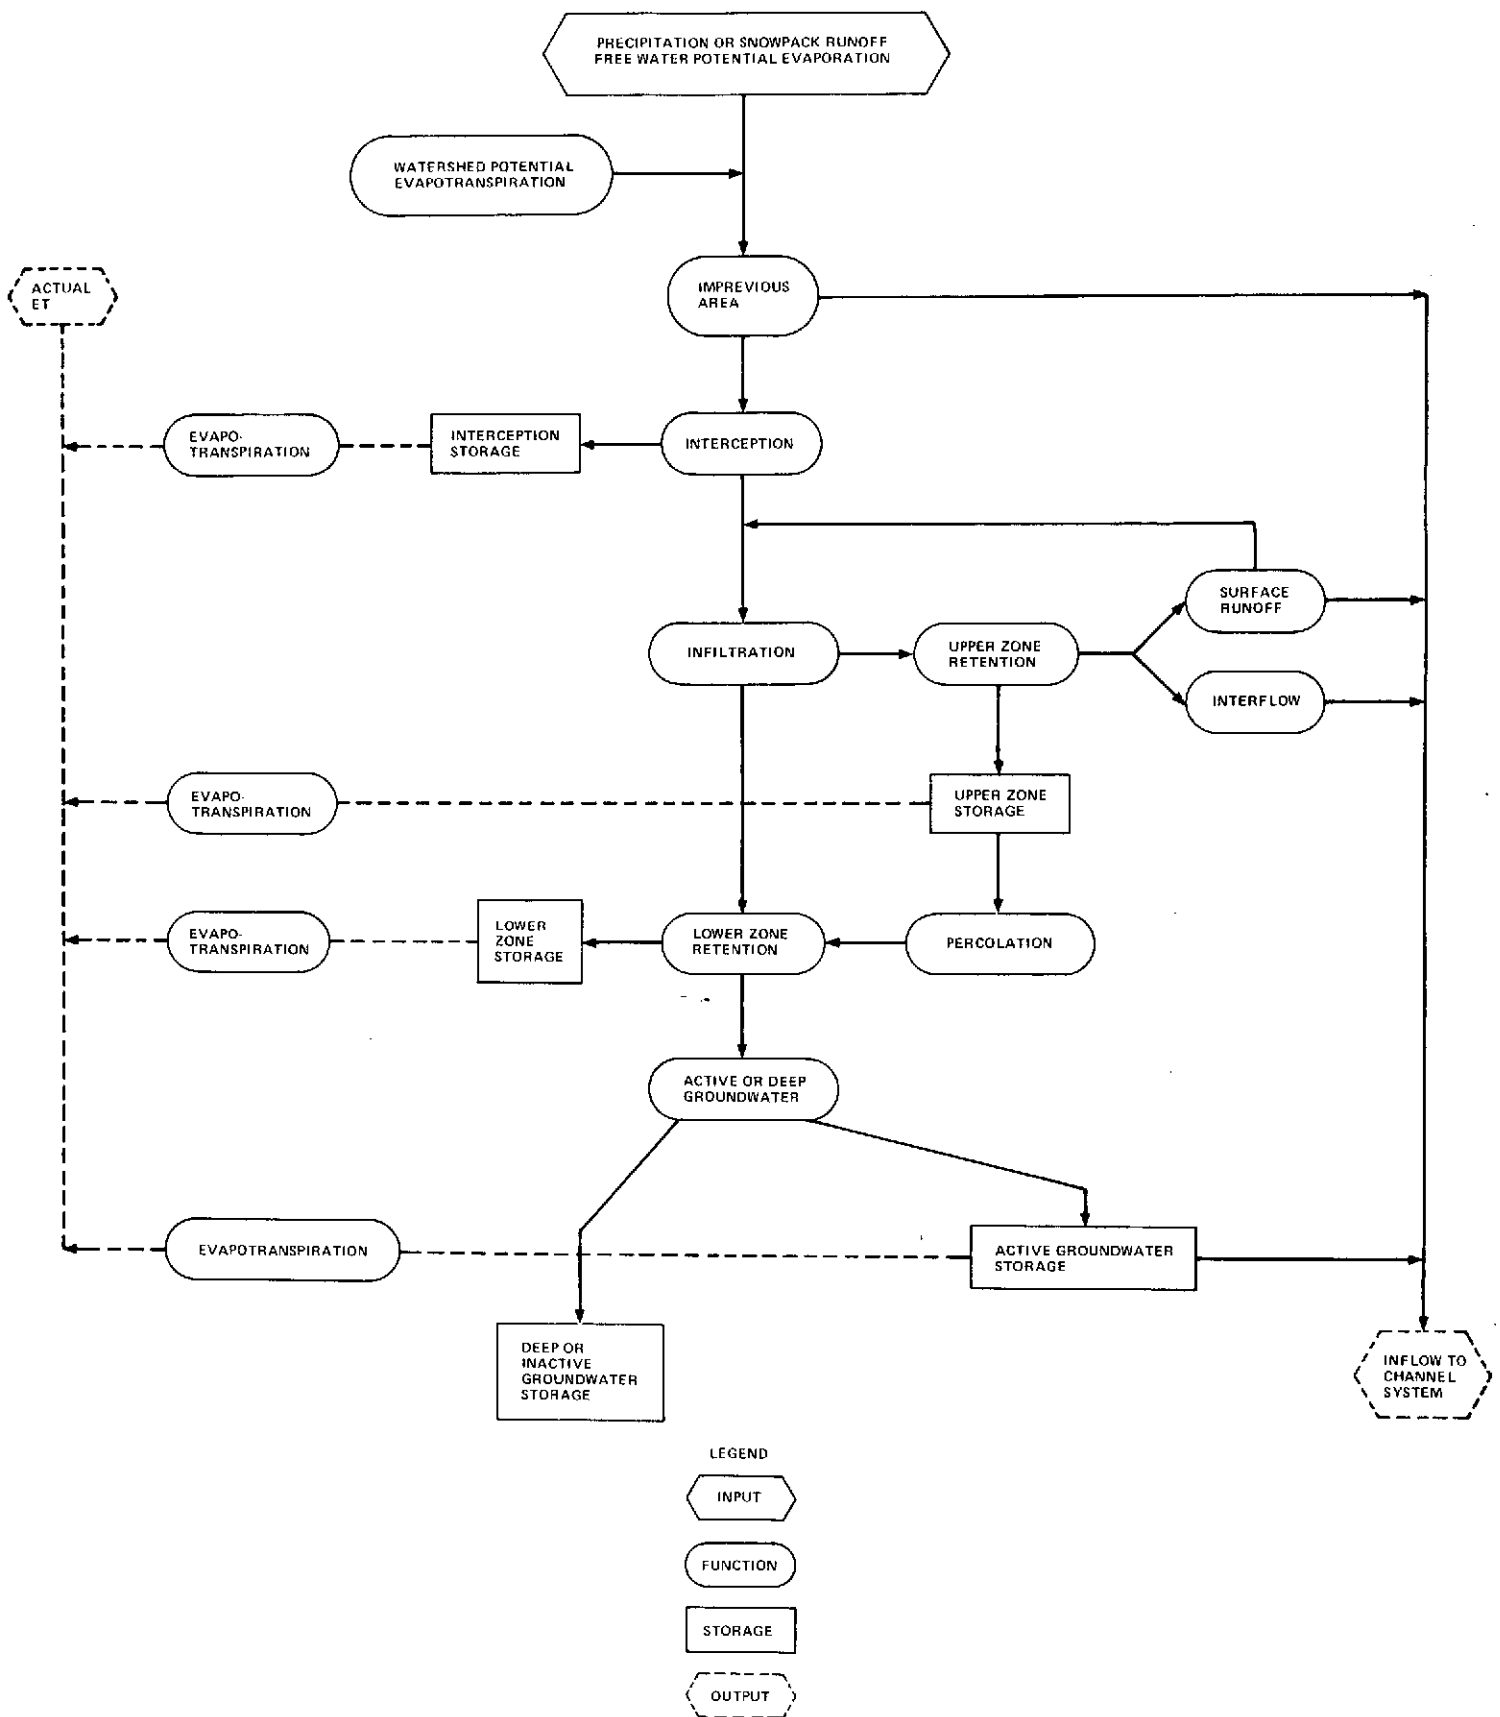 PRECIPITATION OR SNOWPACK RUNOFF
FREE WATER POTENTIAL EVAPORATION
WATERSHED POTENTIAL
EVAPOTRANSPIRATION
ACTUAL
ET
IMPREVIOUS
AREA
EVAPO-
TRANSPIRATION
INTERCEPTION
STORAGE
INTERCEPTION
SURFACE
RUNOFF
INFILTRATION
UPPER ZONE
RETENTION
INTERFLOW
EVAPO-
TRANSPIRATION
UPPER ZONE
STORAGE
EVAPO-
TRANSPIRATION
LOWER
ZONE
STORAGE
LOWER ZONE
RETENTION
PERCOLATION
ACTIVE OR DEEP
GROUNDWATER
EVAPOTRANSPIRATION
ACTIVE GROUNDWATER
STORAGE
DEEP OR
INACTIVE
GROUNDWATER
STORAGE
INFLOW TO
CHANNEL
SYSTEM
LEGEND
INPUT
FUNCTION
STORAGE
OUTPUT